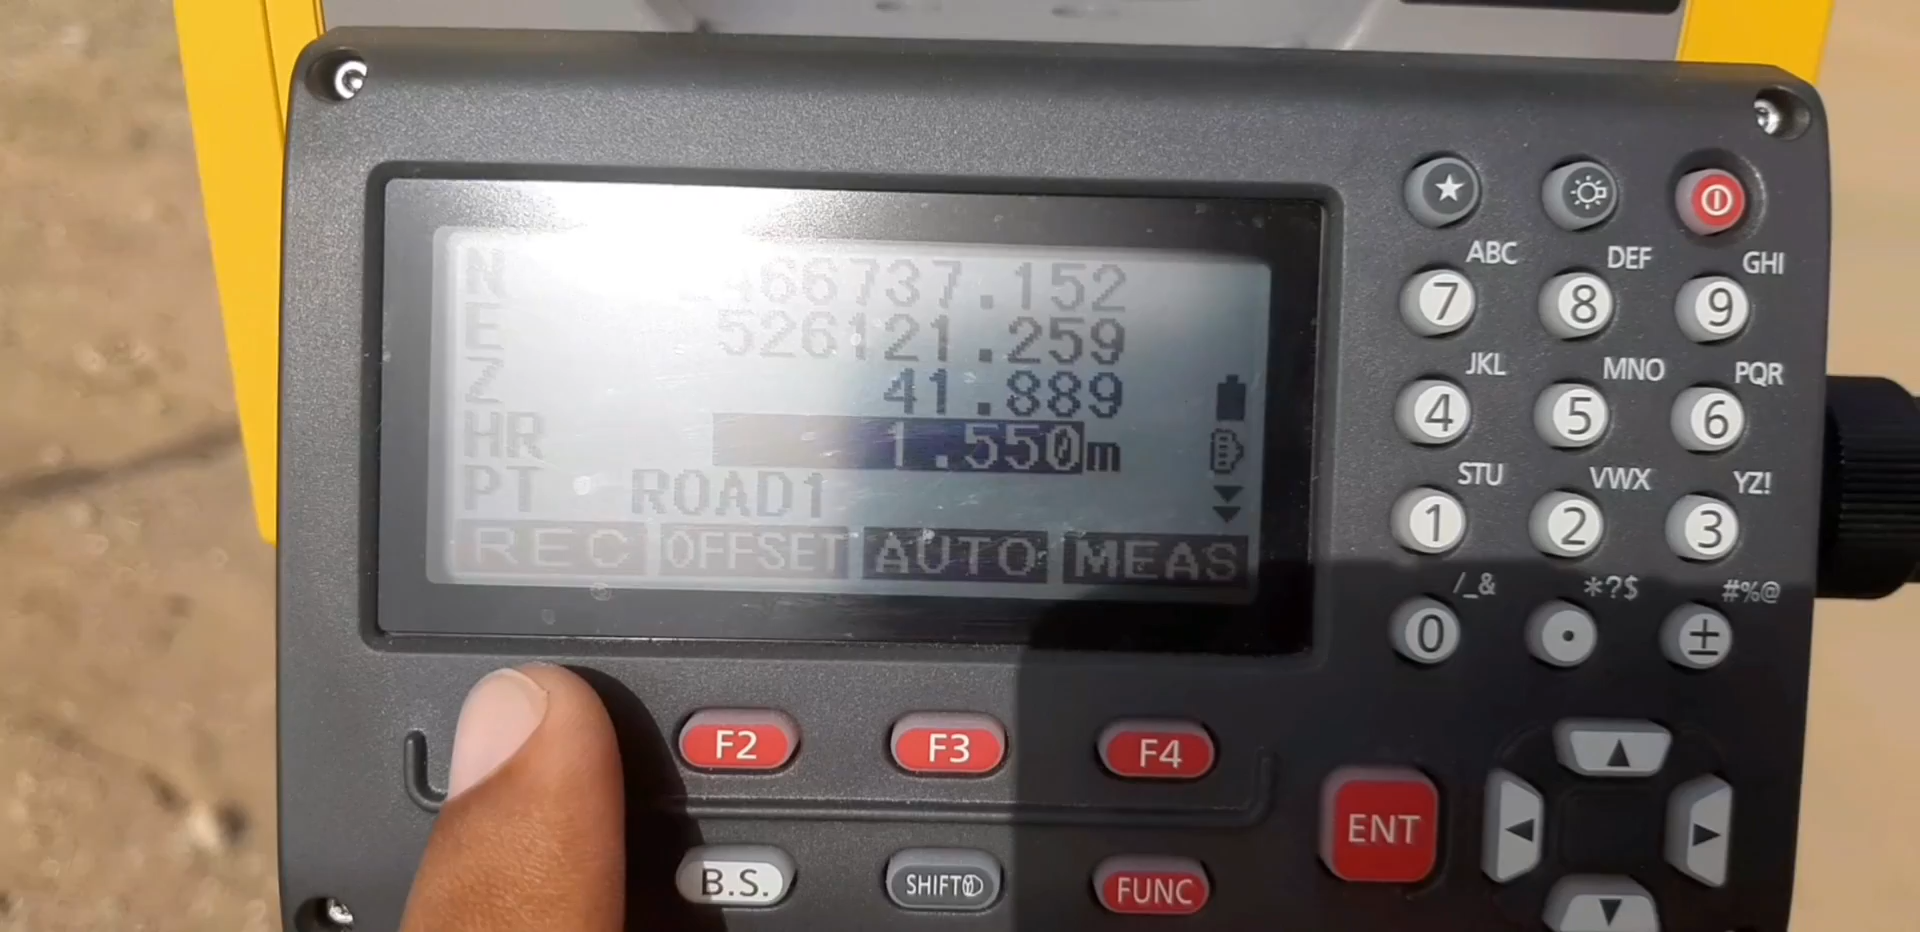 N 466737.152
E 526121.259
Z 41.889
HR 1.550m
PT ROAD1
REC OFFSET AUTO MEAS
ABC DEF GHI
7 8 9
JKL MNO PQR
4 5 6
STU VWX YZ!
1 2 3
/_& *?$ #%@
0 . ±
F2 F3 F4
ENT
B.S. SHIFT FUNC